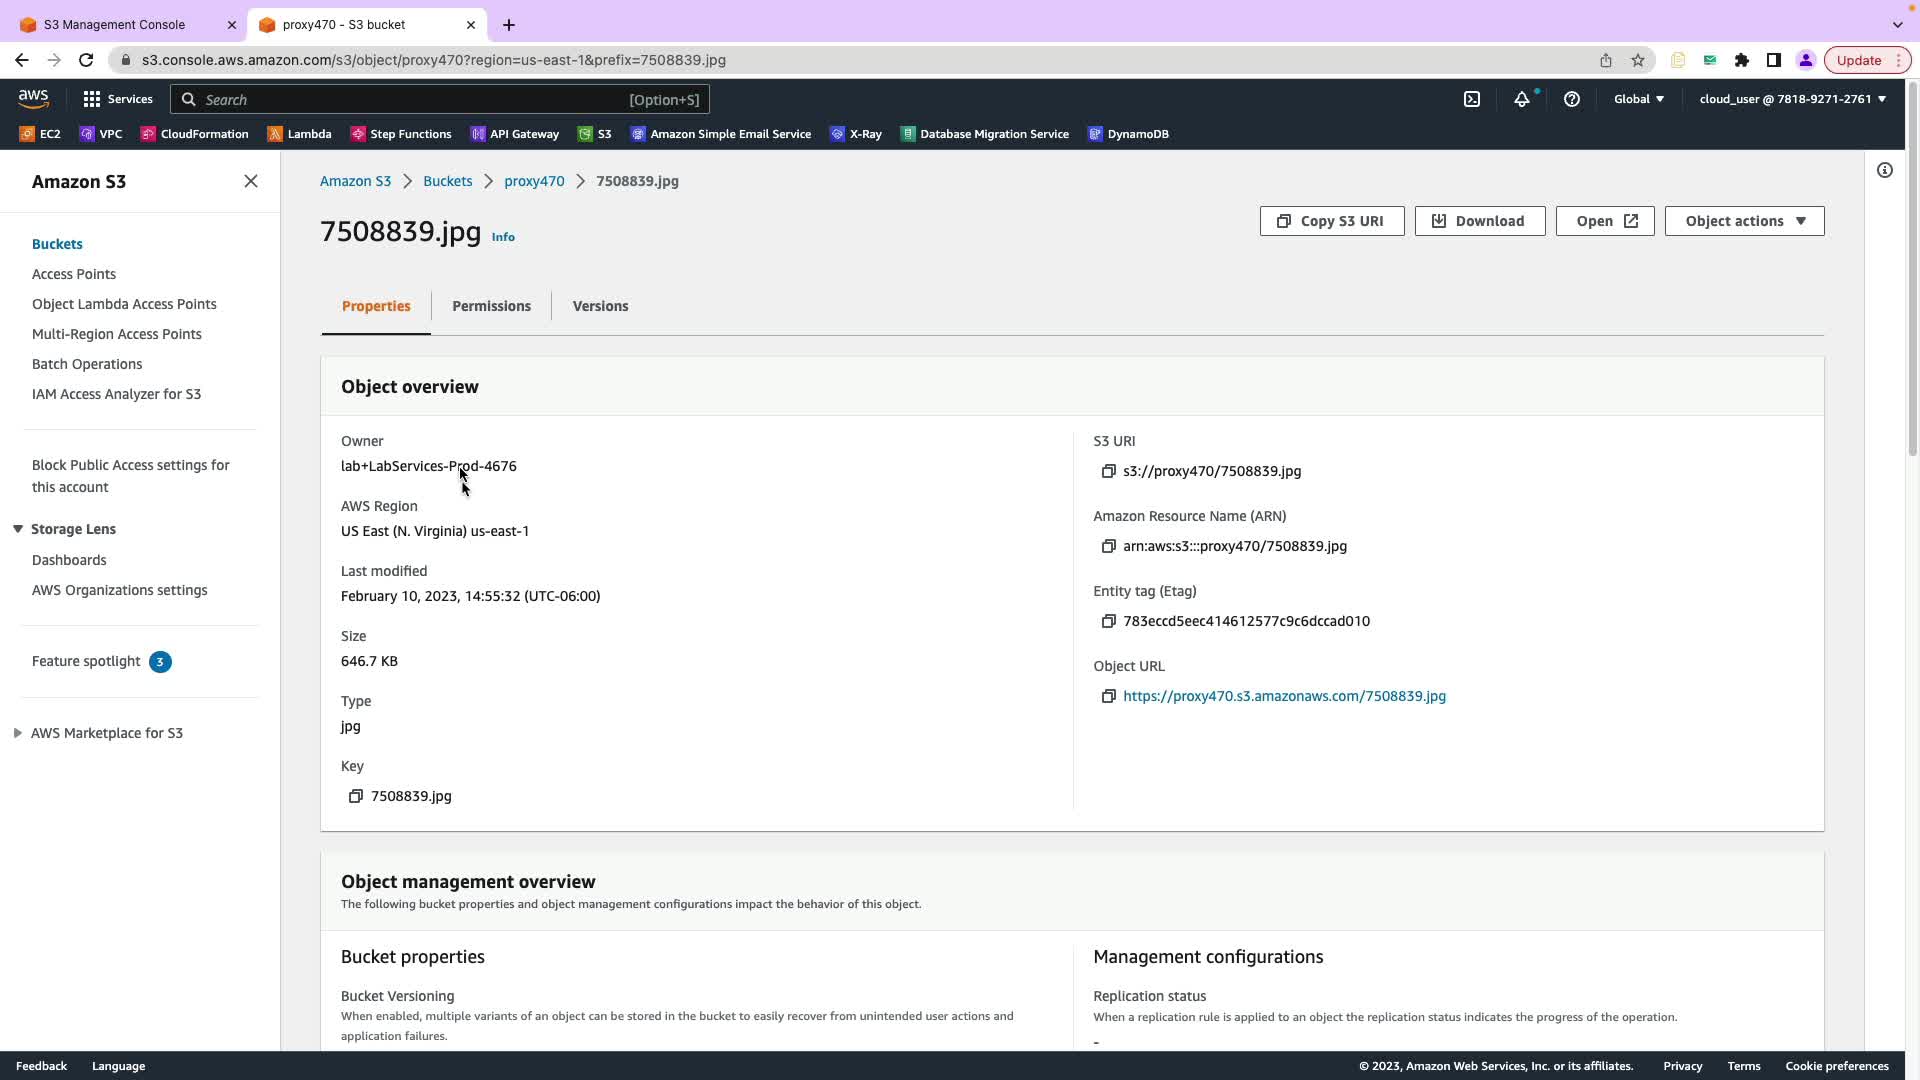 S3 Management Console
proxy470 - S3 bucket
s3.console.aws.amazon.com/s3/object/proxy470?region=us-east-1&prefix=7508839.jpg
Update
aws
Services
Search
[Option+S]
Global
cloud_user @ 7818-9271-2761
EC2
VPC
CloudFormation
Lambda
Step Functions
API Gateway
S3
Amazon Simple Email Service
X-Ray
Database Migration Service
DynamoDB
Amazon S3
Buckets
Access Points
Object Lambda Access Points
Multi-Region Access Points
Batch Operations
IAM Access Analyzer for S3
Block Public Access settings for
this account
Storage Lens
Dashboards
AWS Organizations settings
Feature spotlight 3
AWS Marketplace for S3
Amazon S3 > Buckets > proxy470 > 7508839.jpg
7508839.jpg Info
Copy S3 URI
Download
Open
Object actions
Properties
Permissions
Versions
Object overview
Owner
lab+LabServices-Prod-4676
AWS Region
US East (N. Virginia) us-east-1
Last modified
February 10, 2023, 14:55:32 (UTC-06:00)
Size
646.7 KB
Type
jpg
Key
7508839.jpg
S3 URI
s3://proxy470/7508839.jpg
Amazon Resource Name (ARN)
arn:aws:s3:::proxy470/7508839.jpg
Entity tag (Etag)
783eccd5eec414612577c9c6dccad010
Object URL
https://proxy470.s3.amazonaws.com/7508839.jpg
Object management overview
The following bucket properties and object management configurations impact the behavior of this object.
Bucket properties
Bucket Versioning
When enabled, multiple variants of an object can be stored in the bucket to easily recover from unintended user actions and
application failures.
Management configurations
Replication status
When a replication rule is applied to an object the replication status indicates the progress of the operation.
-
Feedback
Language
© 2023, Amazon Web Services, Inc. or its affiliates.
Privacy
Terms
Cookie preferences